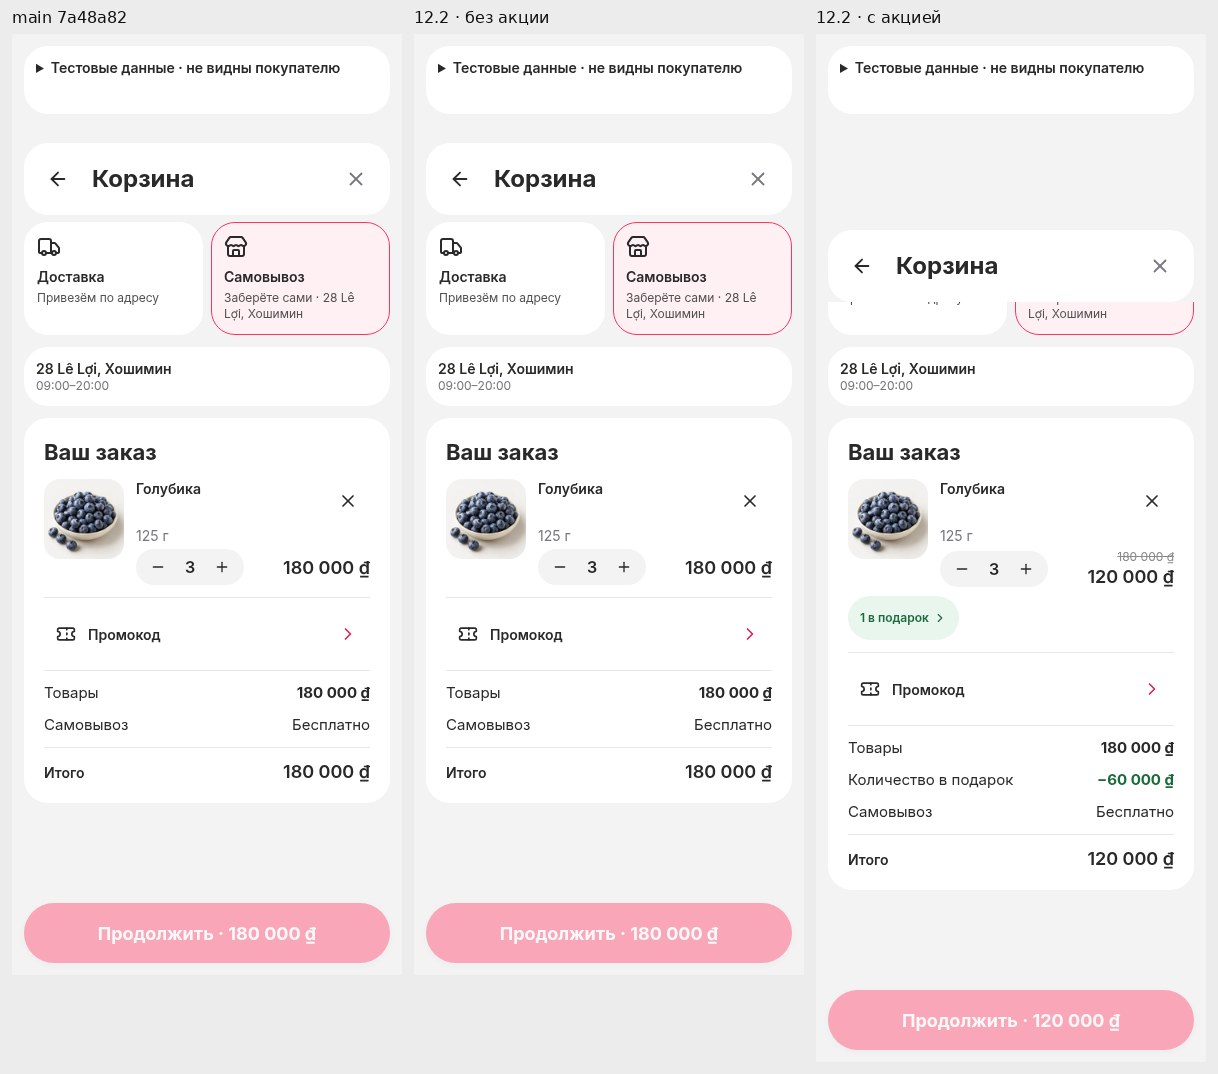 main 7a48a82
Тестовые данные · не видны покупателю
Корзина
Доставка
Привезём по адресу
Самовывоз
Заберёте сами · 28 Lê
Lợi, Хошимин
28 Lê Lợi, Хошимин
09:00–20:00
Ваш заказ
Голубика
125 г
− 3 +
180 000 ₫
Промокод
Товары 180 000 ₫
Самовывоз Бесплатно
Итого 180 000 ₫
Продолжить · 180 000 ₫
12.2 · без акции
Тестовые данные · не видны покупателю
Корзина
Доставка
Привезём по адресу
Самовывоз
Заберёте сами · 28 Lê
Lợi, Хошимин
28 Lê Lợi, Хошимин
09:00–20:00
Ваш заказ
Голубика
125 г
− 3 +
180 000 ₫
Промокод
Товары 180 000 ₫
Самовывоз Бесплатно
Итого 180 000 ₫
Продолжить · 180 000 ₫
12.2 · с акцией
Тестовые данные · не видны покупателю
Корзина
Lợi, Хошимин
28 Lê Lợi, Хошимин
09:00–20:00
Ваш заказ
Голубика
125 г
180 000 ₫
− 3 +
120 000 ₫
1 в подарок
Промокод
Товары 180 000 ₫
Количество в подарок −60 000 ₫
Самовывоз Бесплатно
Итого 120 000 ₫
Продолжить · 120 000 ₫